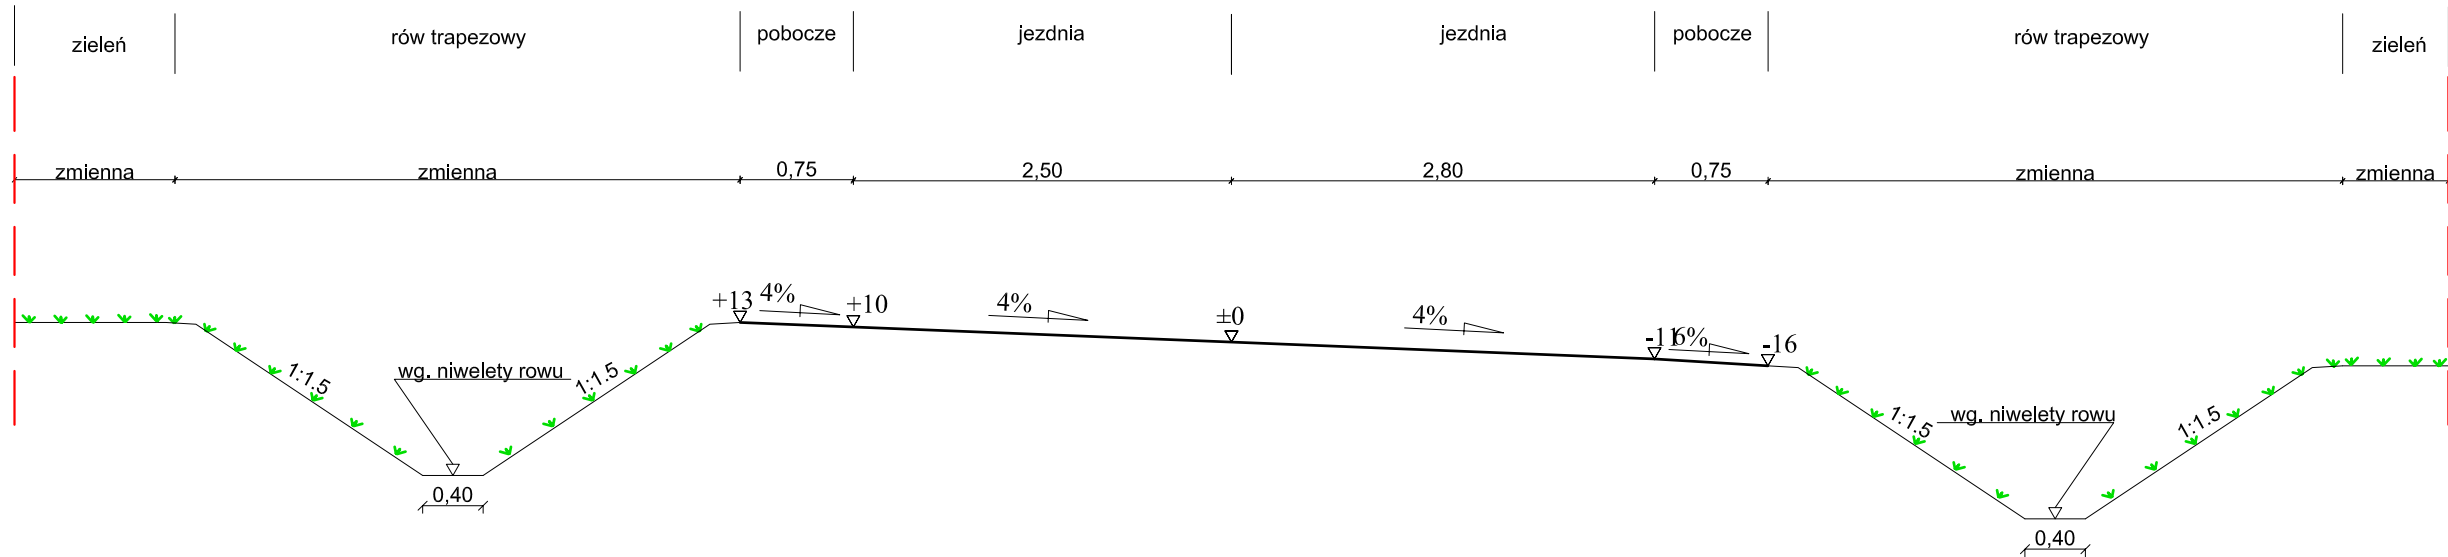 zieleń
rów trapezowy
pobocze
jezdnia
jezdnia
pobocze
rów trapezowy
zieleń
zmienna
zmienna
0,75
2,50
2,80
0,75
zmienna
zmienna
+13
4%
+10
4%
±0
4%
-11
6%
-16
1:1.5
wg. niwelety rowu
1:1.5
0,40
1:1.5
wg. niwelety rowu
1:1.5
0,40